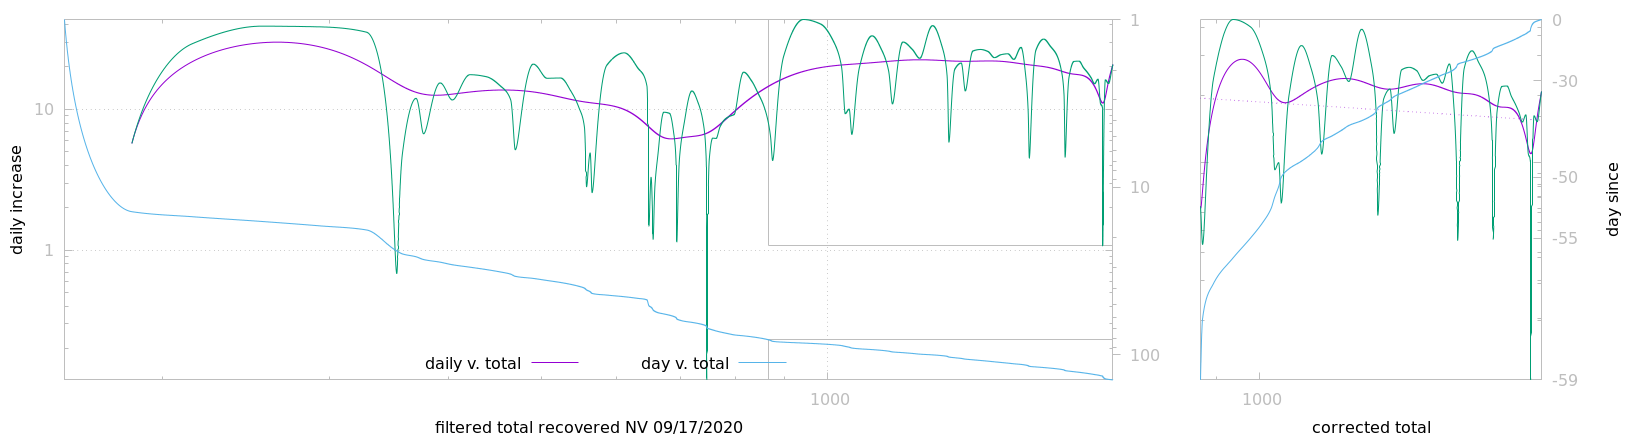 daily increase
10
1
daily v. total
day v. total
1
10
100
1000
filtered total recovered NV 09/17/2020
0
-30
-50
-55
-59
day since
1000
corrected total